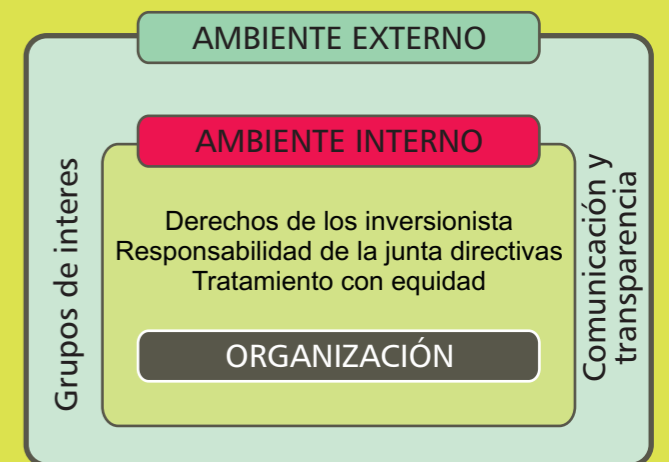 AMBIENTE EXTERNO
AMBIENTE INTERNO
Grupos de interes
Derechos de los inversionista
Responsabilidad de la junta directivas
Tratamiento con equidad
ORGANIZACIÓN
Comunicación y
transparencia